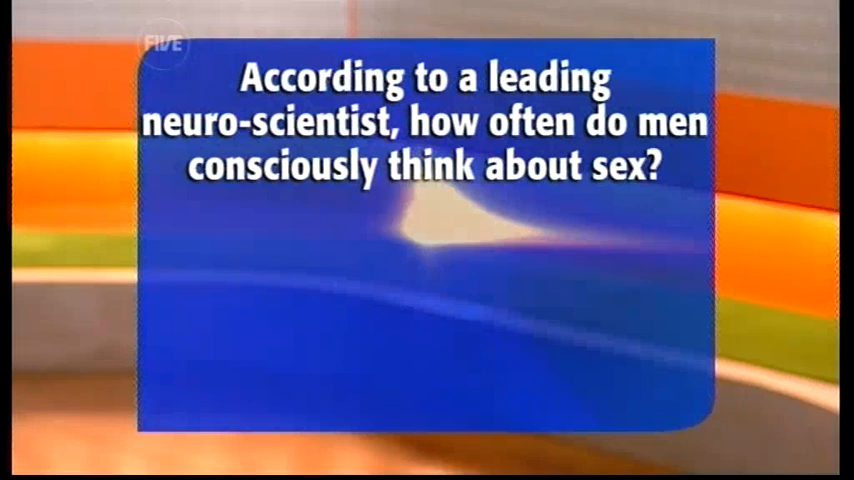 FIVE
According to a leading
neuro-scientist, how often do men
consciously think about sex?